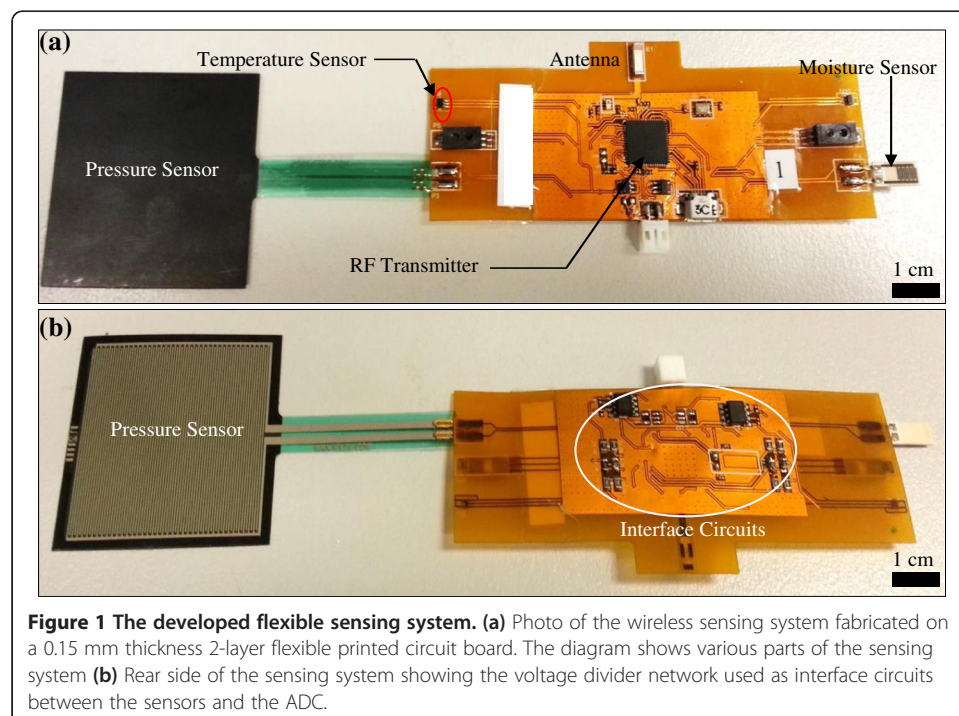 (a)
Temperature Sensor
Antenna
Moisture Sensor
Pressure Sensor
1
3CE
RF Transmitter
1 cm
(b)
Pressure Sensor
Interface Circuits
1 cm
Figure 1 The developed flexible sensing system. (a) Photo of the wireless sensing system fabricated on
a 0.15 mm thickness 2-layer flexible printed circuit board. The diagram shows various parts of the sensing
system (b) Rear side of the sensing system showing the voltage divider network used as interface circuits
between the sensors and the ADC.